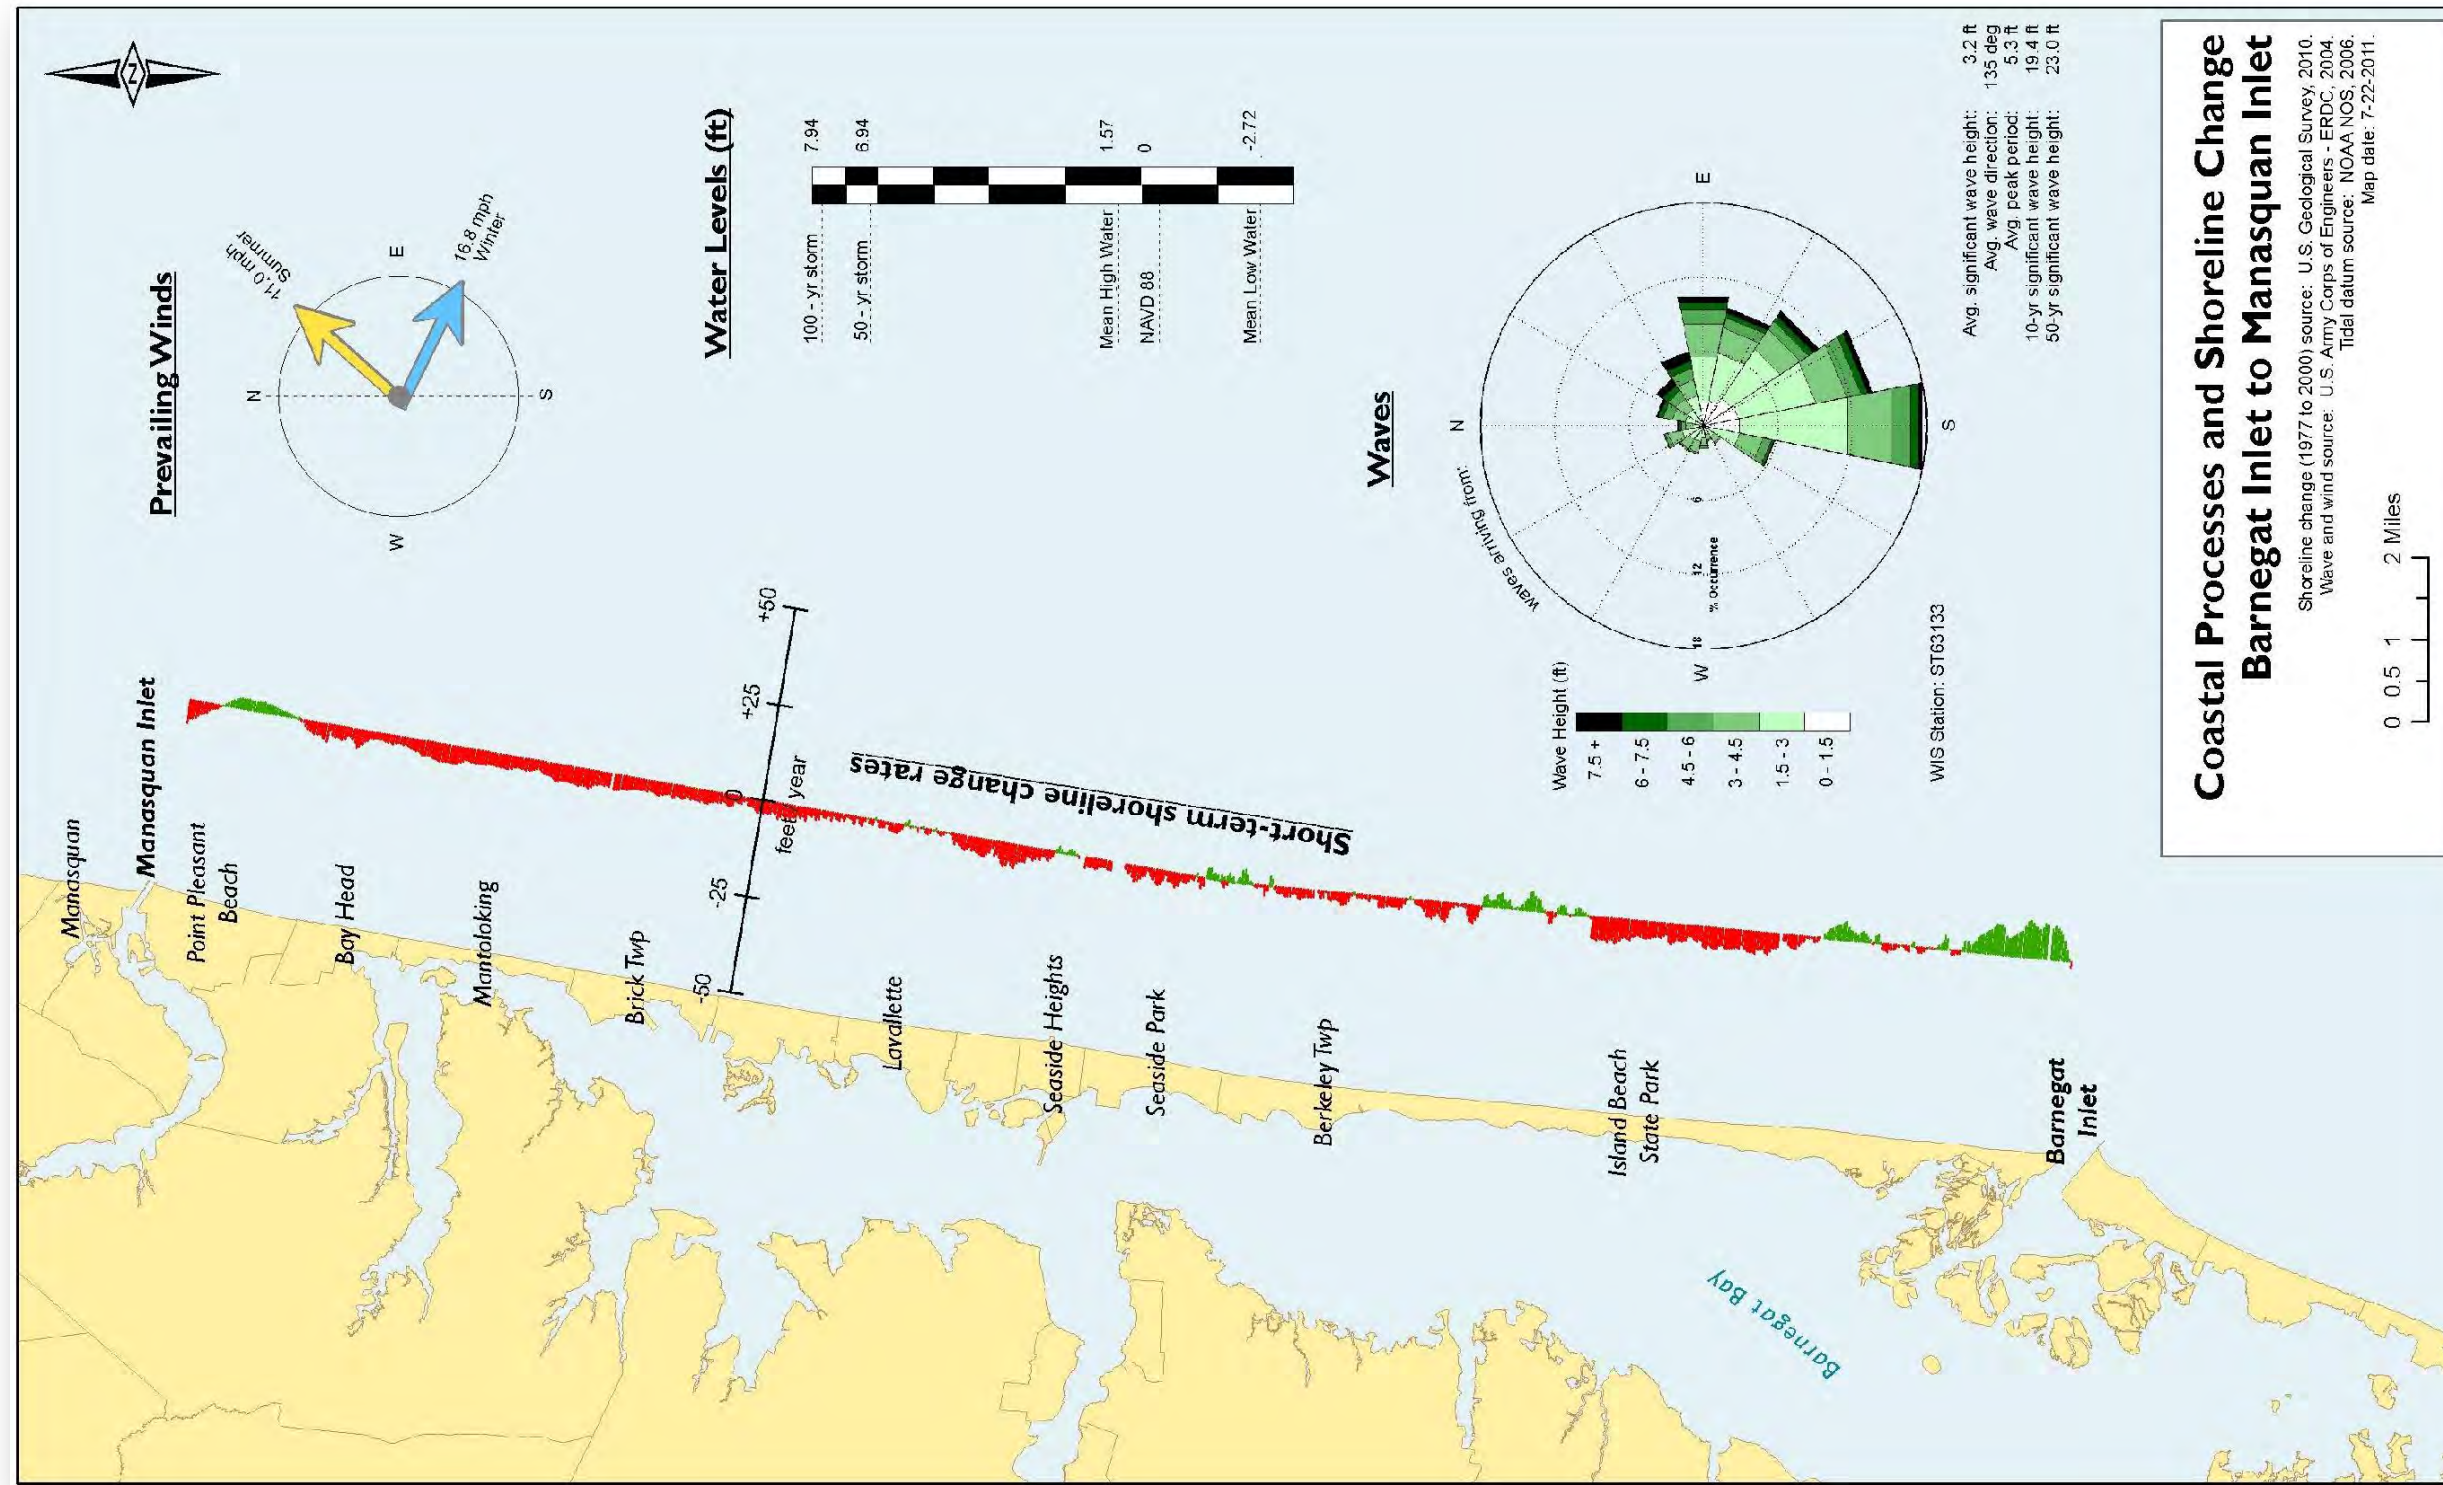 N
Prevailing Winds
11.0 mph
Summer
16.8 mph
Winter
N
E
S
W
Water Levels (ft)
100 - yr storm
7.94
50 - yr storm
6.94
Mean High Water
1.57
NAVD 88
0
Mean Low Water
-2.72
Waves
waves arriving from:
N
E
S
W
6
12
18
% Occurrence
Wave Height (ft)
7.5 +
6 - 7.5
4.5 - 6
3 - 4.5
1.5 - 3
0 - 1.5
WIS Station: ST63133
Avg. significant wave height: 3.2 ft
Avg. wave direction: 135 deg
Avg. peak period: 5.3 ft
10-yr significant wave height: 19.4 ft
50-yr significant wave height: 23.0 ft
Short-term shoreline change rates
-50
-25
0
+25
+50
feet / year
Manasquan
Manasquan Inlet
Point Pleasant
Beach
Bay Head
Mantoloking
Brick Twp
Lavallette
Seaside Heights
Seaside Park
Berkeley Twp
Island Beach
State Park
Barnegat
Inlet
Barnegat Bay
Coastal Processes and Shoreline Change
Barnegat Inlet to Manasquan Inlet
Shoreline change (1977 to 2000) source: U.S. Geological Survey, 2010.
Wave and wind source: U.S. Army Corps of Engineers - ERDC, 2004.
Tidal datum source: NOAA NOS, 2006.
Map date: 7-22-2011.
0 0.5 1 2 Miles